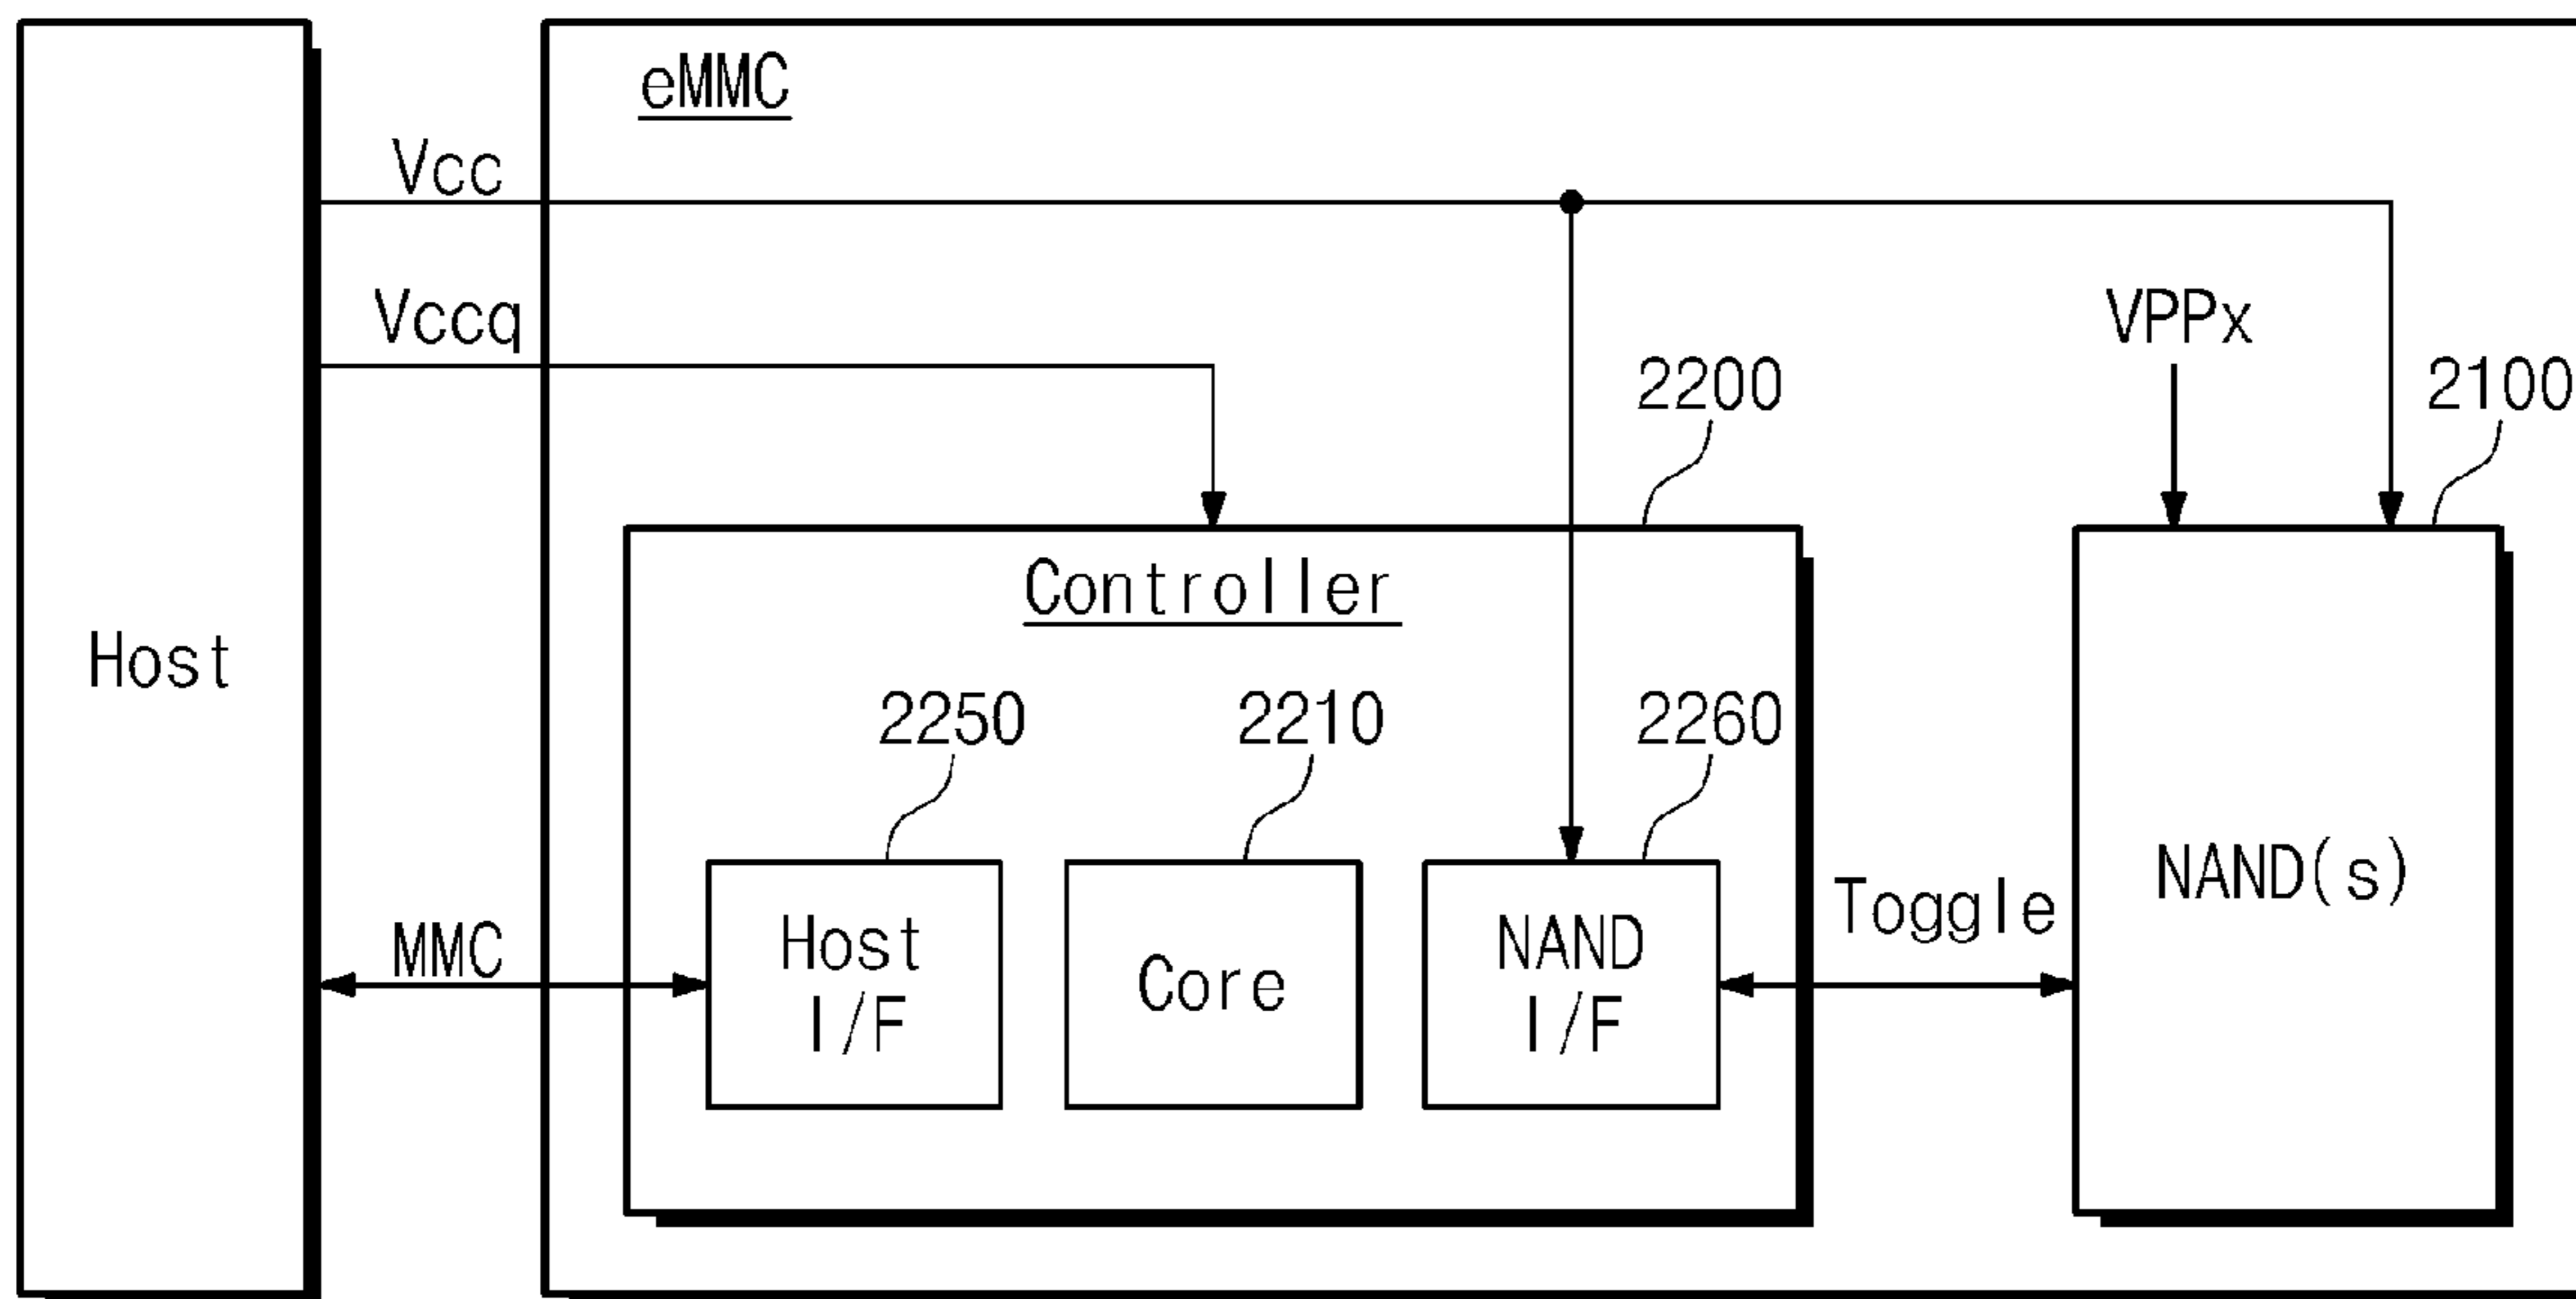 eMMC
Vcc
Vccq
VPPx
2200
2100
Controller
Host
2250
2210
2260
MMC
Host
I/F
Core
NAND
I/F
Toggle
NAND(s)